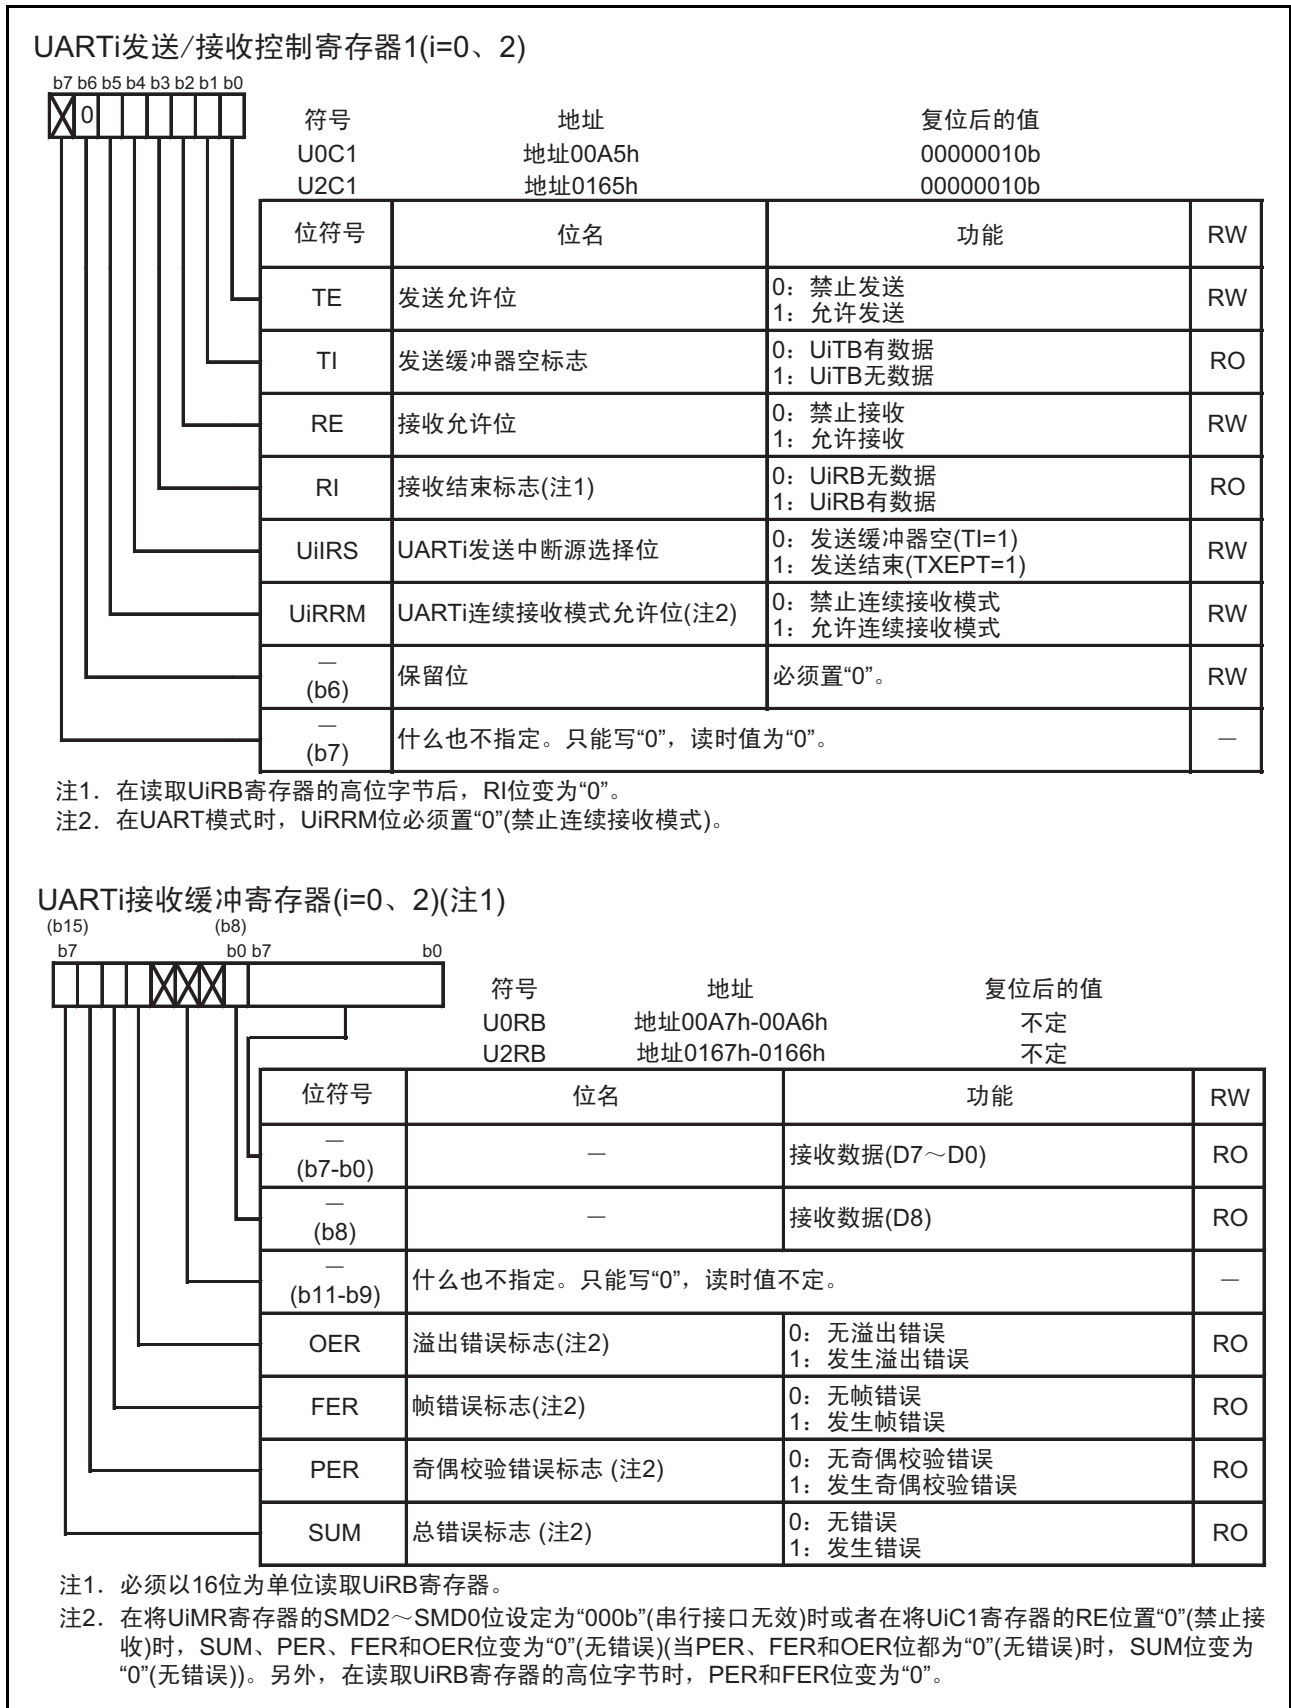 UARTi发送/接收控制寄存器1(i=0、2)
b7 b6 b5 b4 b3 b2 b1 b0
0
符号 地址 复位后的值
U0C1 地址00A5h 00000010b
U2C1 地址0165h 00000010b
位符号 位名 功能 RW
TE 发送允许位 0：禁止发送 RW
1：允许发送
TI 发送缓冲器空标志 0：UiTB有数据 RO
1：UiTB无数据
RE 接收允许位 0：禁止接收 RW
1：允许接收
RI 接收结束标志(注1) 0：UiRB无数据 RO
1：UiRB有数据
UiIRS UARTi发送中断源选择位 0：发送缓冲器空(TI=1) RW
1：发送结束(TXEPT=1)
UiRRM UARTi连续接收模式允许位(注2) 0：禁止连续接收模式 RW
1：允许连续接收模式
—
(b6) 保留位 必须置“0”。 RW
—
(b7) 什么也不指定。只能写“0”，读时值为“0”。 —
注1. 在读取UiRB寄存器的高位字节后，RI位变为“0”。
注2. 在UART模式时，UiRRM位必须置“0”(禁止连续接收模式)。
UARTi接收缓冲寄存器(i=0、2)(注1)
(b15) (b8)
b7 b0 b7 b0
符号 地址 复位后的值
U0RB 地址00A7h-00A6h 不定
U2RB 地址0167h-0166h 不定
位符号 位名 功能 RW
—
(b7-b0) — 接收数据(D7～D0) RO
—
(b8) — 接收数据(D8) RO
—
(b11-b9) 什么也不指定。只能写“0”，读时值不定。 —
OER 溢出错误标志(注2) 0：无溢出错误 RO
1：发生溢出错误
FER 帧错误标志(注2) 0：无帧错误 RO
1：发生帧错误
PER 奇偶校验错误标志 (注2) 0：无奇偶校验错误 RO
1：发生奇偶校验错误
SUM 总错误标志 (注2) 0：无错误 RO
1：发生错误
注1. 必须以16位为单位读取UiRB寄存器。
注2. 在将UiMR寄存器的SMD2～SMD0位设定为“000b”(串行接口无效)时或者在将UiC1寄存器的RE位置“0”(禁止接
收)时，SUM、PER、FER和OER位变为“0”(无错误)(当PER、FER和OER位都为“0”(无错误)时，SUM位变为
“0”(无错误))。另外，在读取UiRB寄存器的高位字节时，PER和FER位变为“0”。